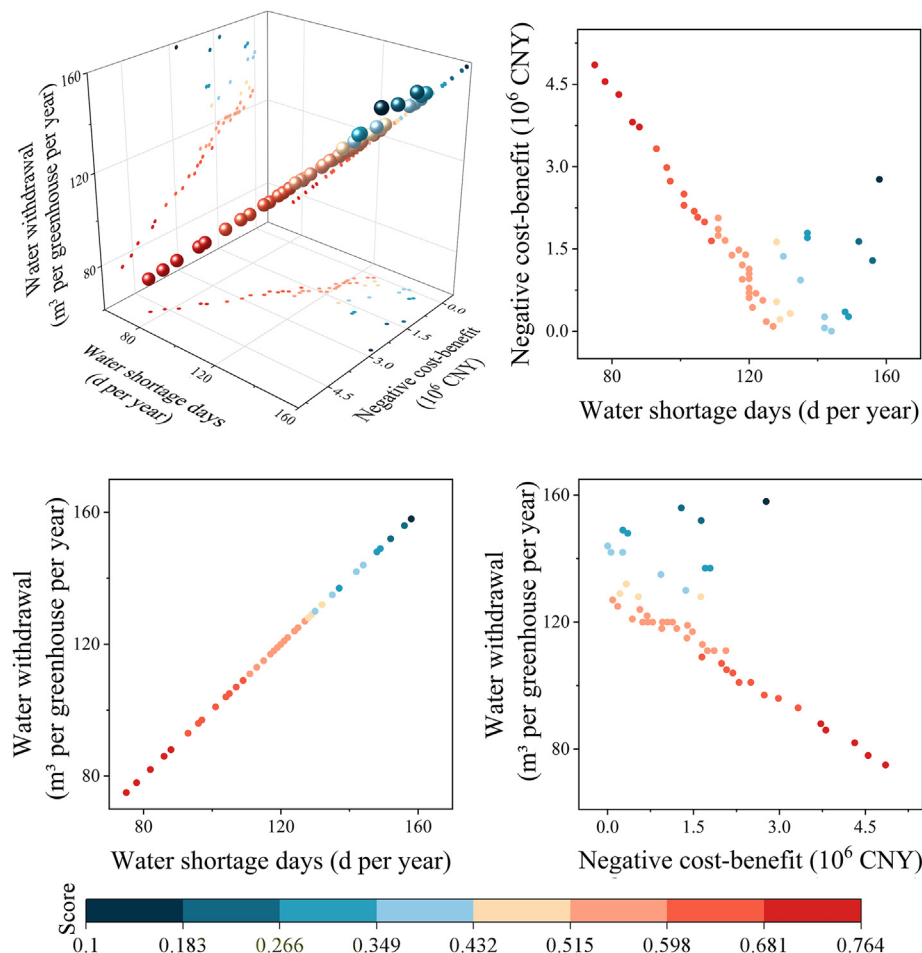 Water withdrawal
(m³ per greenhouse per year)
160
120
80
80
120
160
Water shortage days
(d per year)
4.5
3.0
1.5
0.0
Negative cost-benefit
(10⁶ CNY)
Negative cost-benefit (10⁶ CNY)
4.5
3.0
1.5
0.0
80
120
160
Water shortage days (d per year)
Water withdrawal
(m³ per greenhouse per year)
160
120
80
80
120
160
Water shortage days (d per year)
Water withdrawal
(m³ per greenhouse per year)
160
120
80
0.0
1.5
3.0
4.5
Negative cost-benefit (10⁶ CNY)
Score
0.1 0.183 0.266 0.349 0.432 0.515 0.598 0.681 0.764